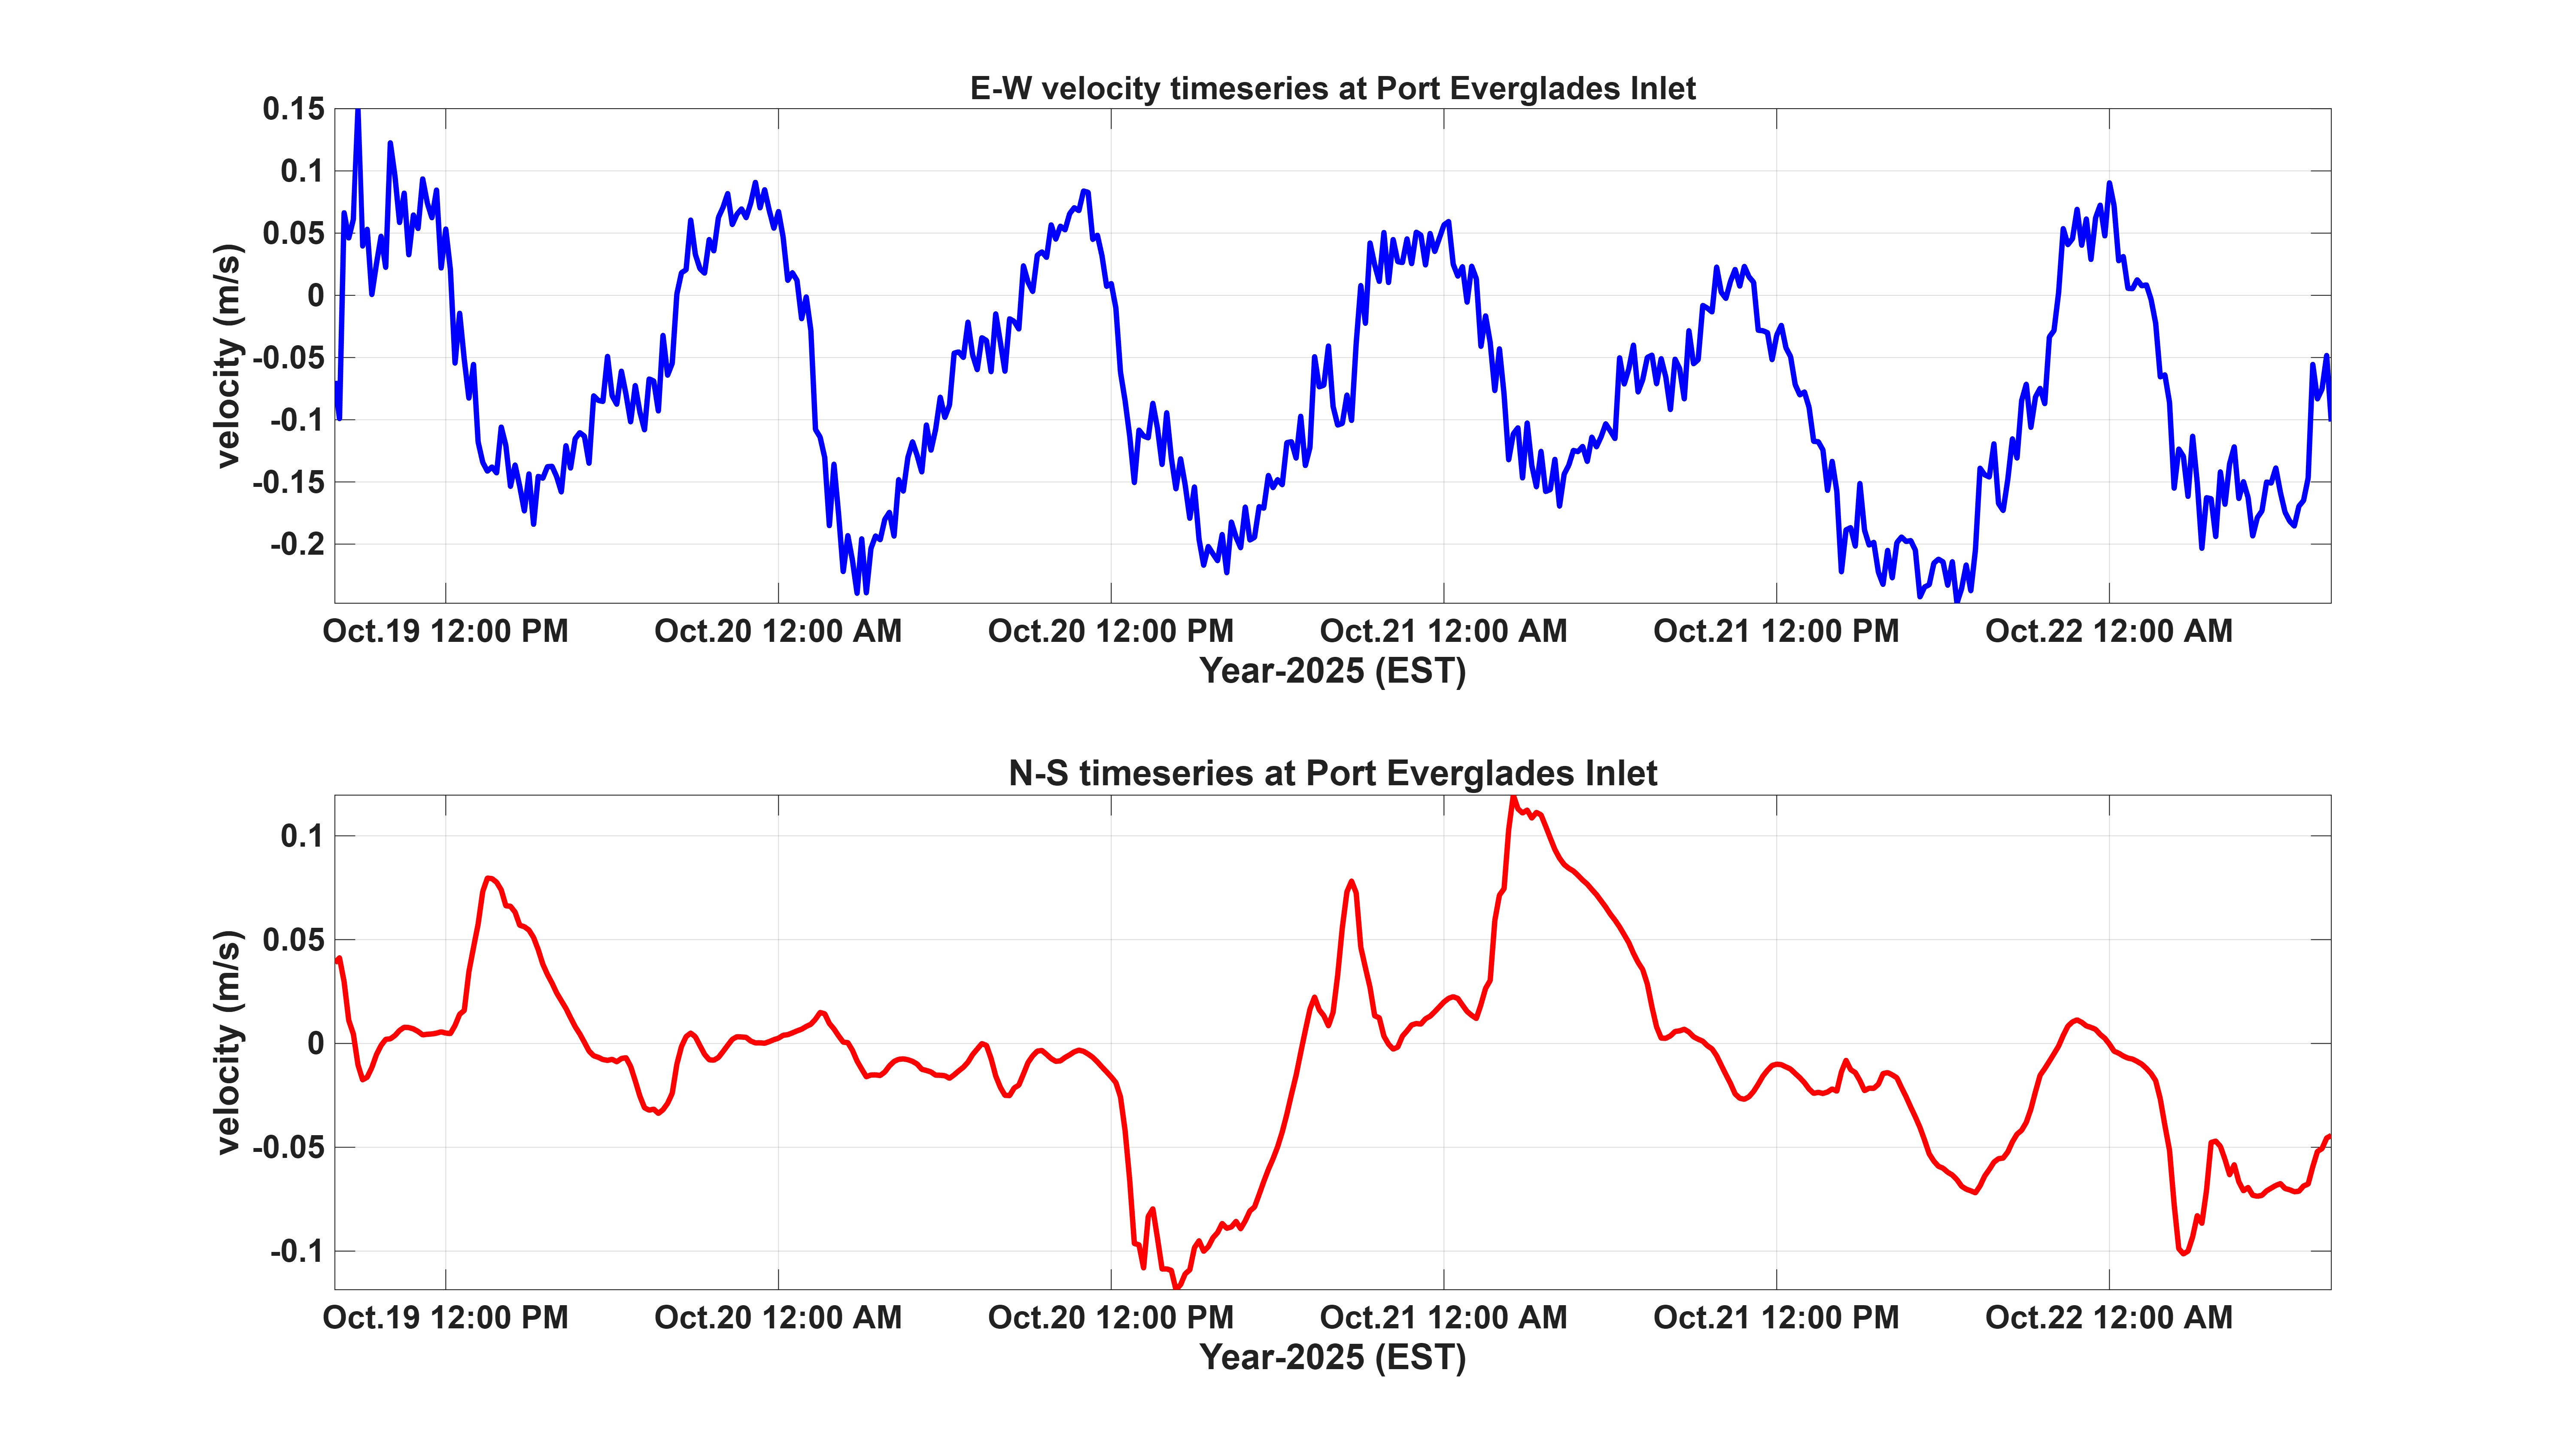 E-W velocity timeseries at Port Everglades Inlet
0.15
0.1
0.05
0
-0.05
-0.1
-0.15
-0.2
velocity (m/s)
Oct.19 12:00 PM Oct.20 12:00 AM Oct.20 12:00 PM Oct.21 12:00 AM Oct.21 12:00 PM Oct.22 12:00 AM
Year-2025 (EST)
N-S timeseries at Port Everglades Inlet
0.1
0.05
0
-0.05
-0.1
velocity (m/s)
Oct.19 12:00 PM Oct.20 12:00 AM Oct.20 12:00 PM Oct.21 12:00 AM Oct.21 12:00 PM Oct.22 12:00 AM
Year-2025 (EST)